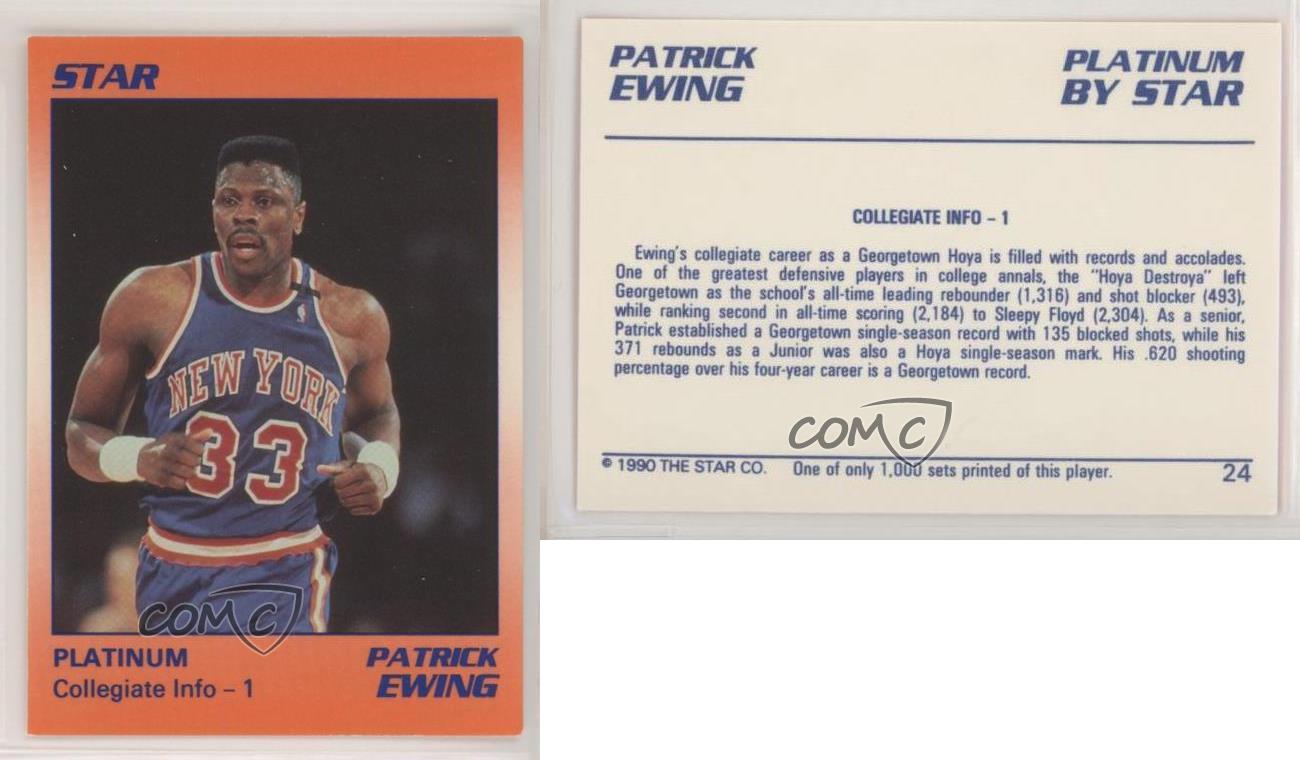 STAR
NEW YORK
33
COMC
PLATINUM
Collegiate Info – 1
PATRICK
EWING
PATRICK
EWING
PLATINUM
BY STAR
COLLEGIATE INFO – 1
Ewing's collegiate career as a Georgetown Hoya is filled with records and accolades.
One of the greatest defensive players in college annals, the "Hoya Destroya" left
Georgetown as the school's all-time leading rebounder (1,316) and shot blocker (493),
while ranking second in all-time scoring (2,184) to Sleepy Floyd (2,304). As a senior,
Patrick established a Georgetown single-season record with 135 blocked shots, while his
371 rebounds as a Junior was also a Hoya single-season mark. His .620 shooting
percentage over his four-year career is a Georgetown record.
COMC
© 1990 THE STAR CO. One of only 1,000 sets printed of this player. 24